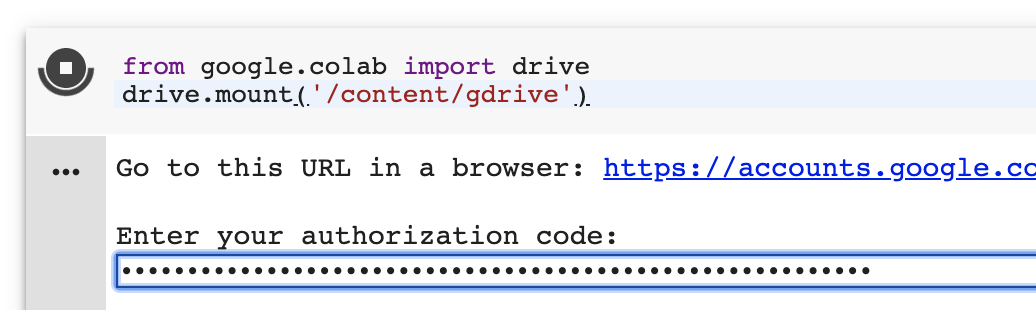 from google.colab import drive
drive.mount('/content/gdrive')
Go to this URL in a browser: https://accounts.google.co
Enter your authorization code: